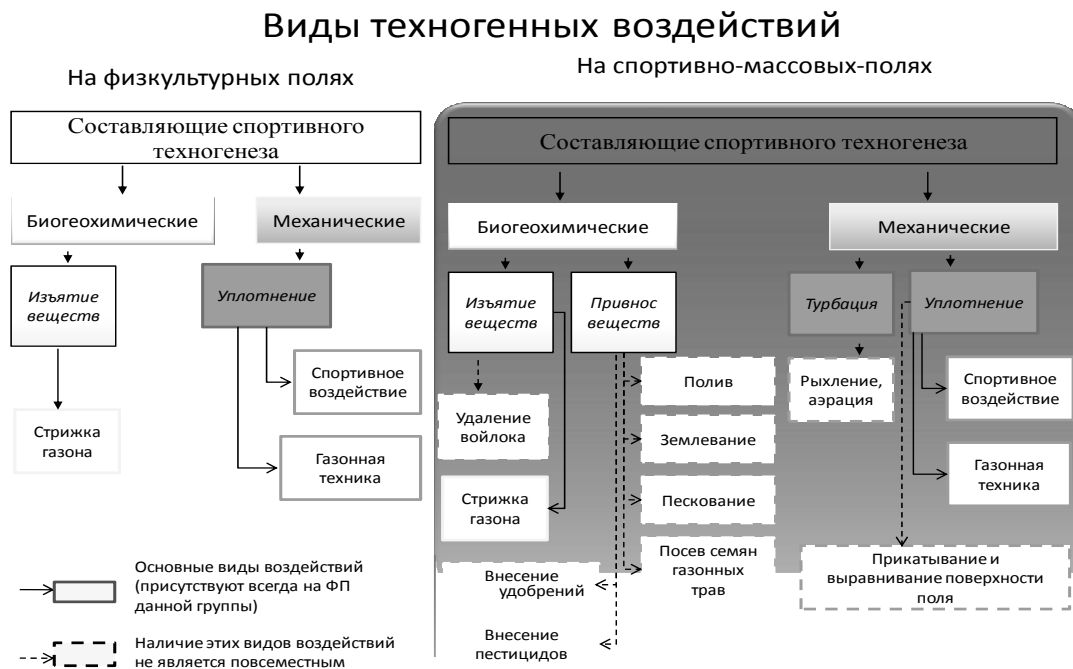 Виды техногенных воздействий
На физкультурных полях
Составляющие спортивного
техногенеза
Биогеохимические
Механические
Изъятие
веществ
Уплотнение
Спортивное
воздействие
Стрижка
газона
Газонная
техника
Основные виды воздействий
(присутствуют всегда на ФП
данной группы)
Наличие этих видов воздействий
не является повсеместным
На спортивно-массовых-полях
Составляющие спортивного техногенеза
Биогеохимические
Механические
Изъятие
веществ
Привнос
веществ
Турбация
Уплотнение
Удаление
войлока
Стрижка
газона
Полив
Землевание
Пескование
Посев семян
газонных
трав
Внесение
удобрений
Внесение
пестицидов
Рыхление,
аэрация
Спортивное
воздействие
Газонная
техника
Прикатывание и
выравнивание поверхности
поля